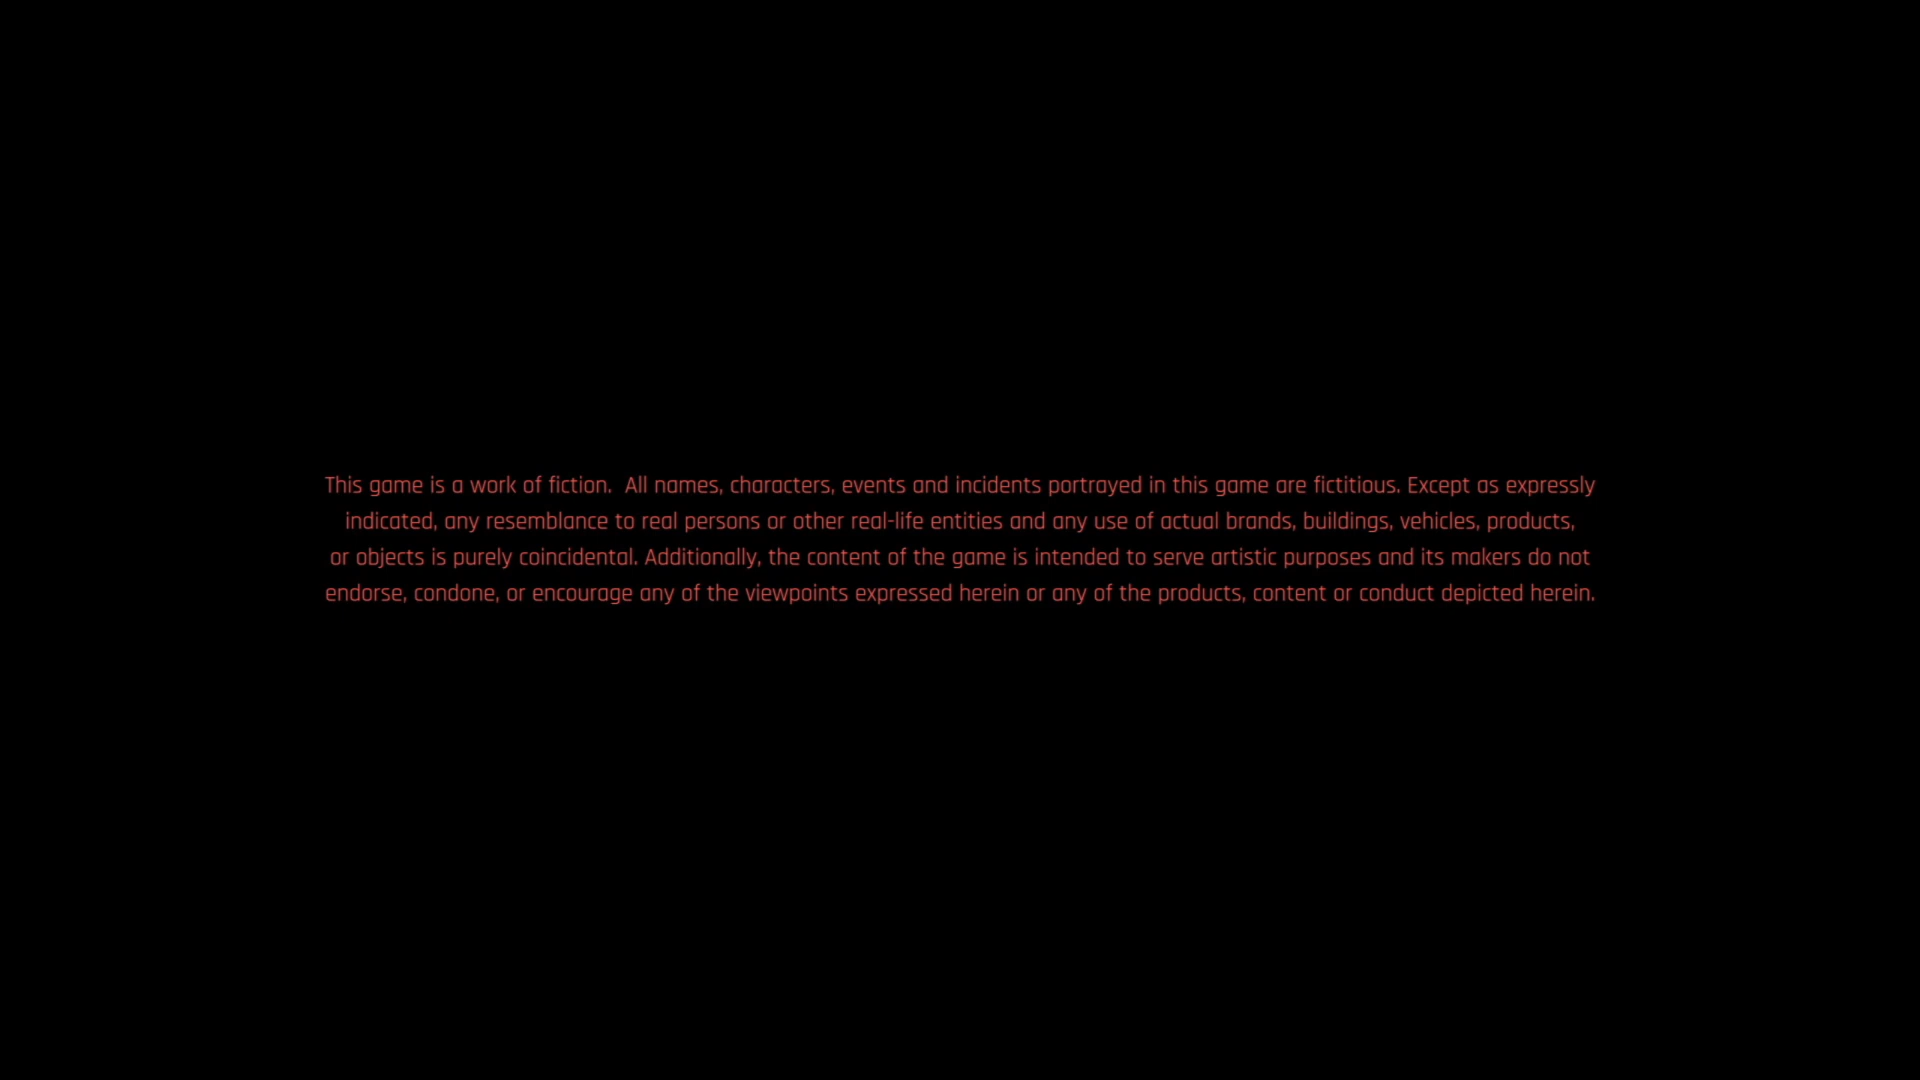 This game is a work of fiction.  All names, characters, events and incidents portrayed in this game are fictitious. Except as expressly
indicated, any resemblance to real persons or other real-life entities and any use of actual brands, buildings, vehicles, products,
or objects is purely coincidental. Additionally, the content of the game is intended to serve artistic purposes and its makers do not
endorse, condone, or encourage any of the viewpoints expressed herein or any of the products, content or conduct depicted herein.